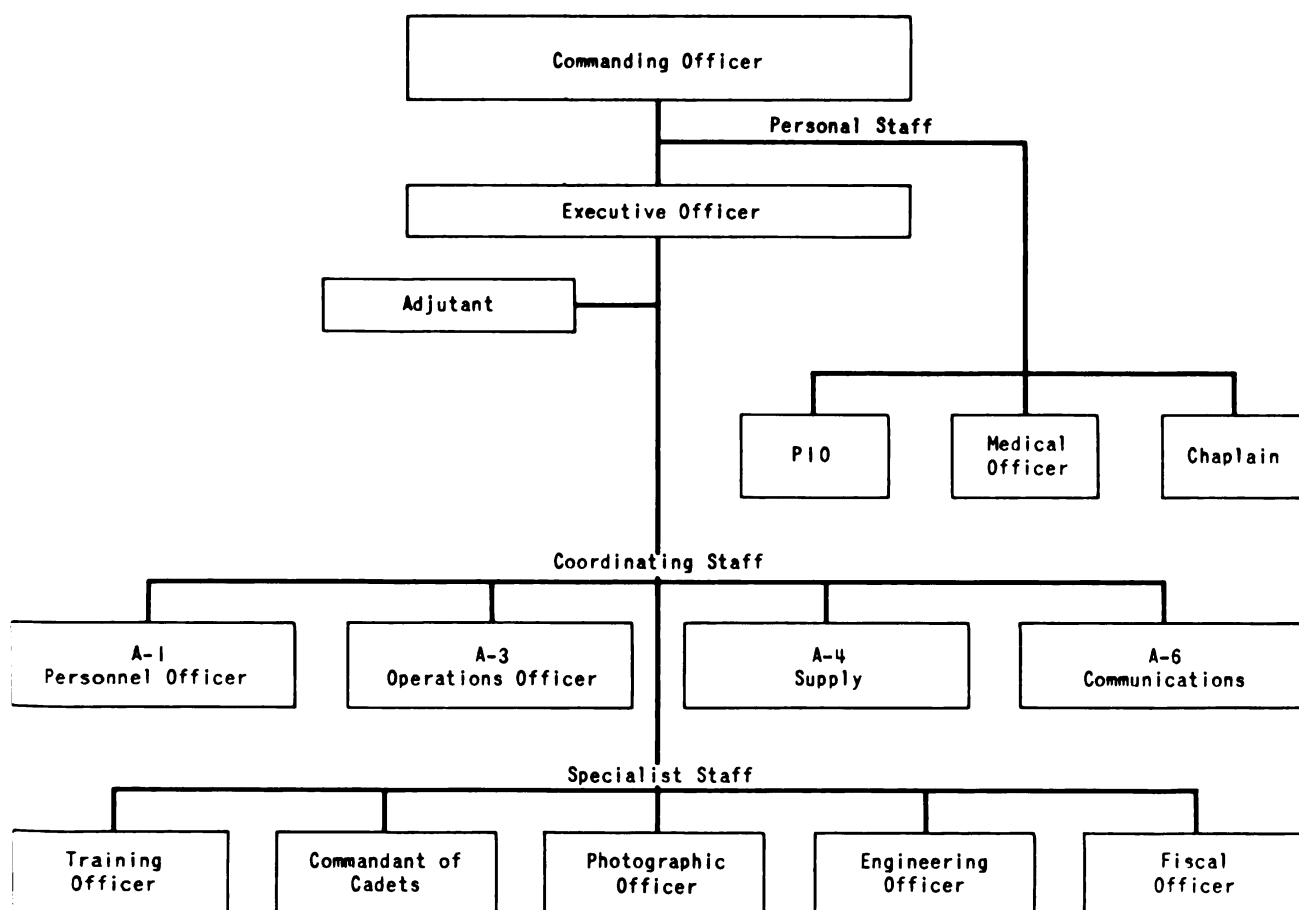 Commanding Officer
Personal Staff
Executive Officer
Adjutant
PIO
Medical
Officer
Chaplain
Coordinating Staff
A-1
Personnel Officer
A-3
Operations Officer
A-4
Supply
A-6
Communications
Specialist Staff
Training
Officer
Commandant of
Cadets
Photographic
Officer
Engineering
Officer
Fiscal
Officer